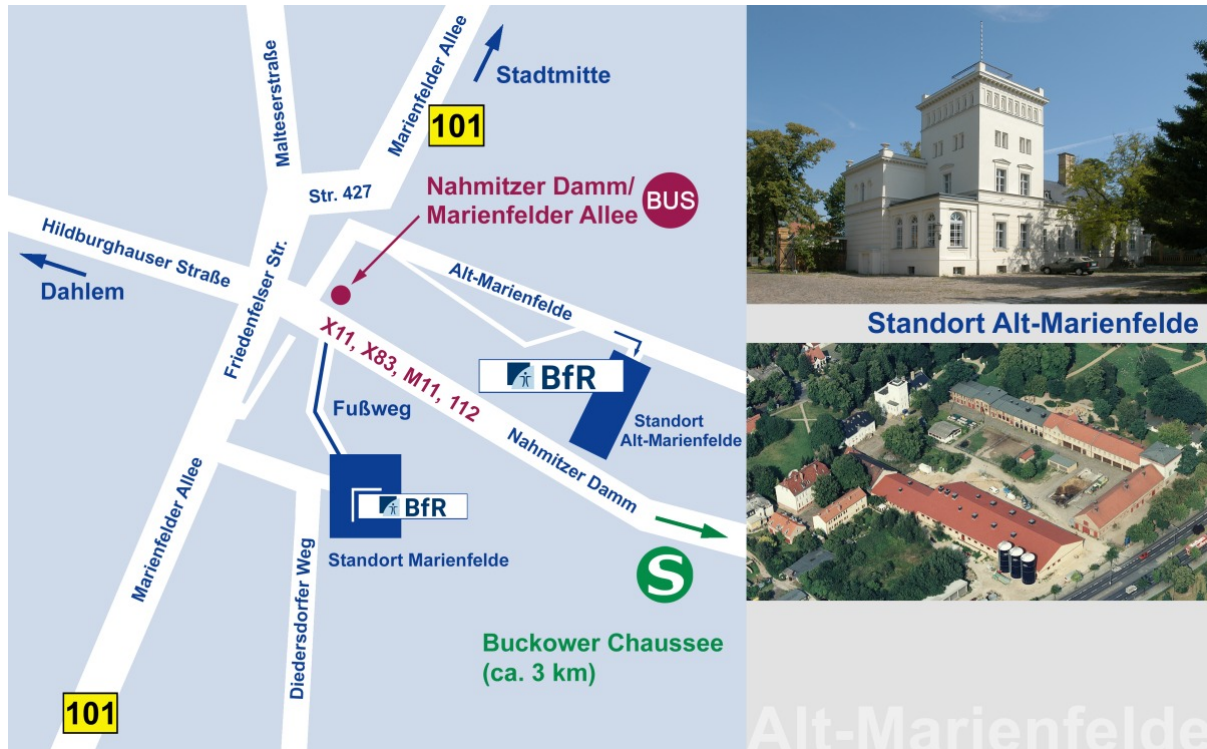 Malteserstraße
Marienfelder Allee
Stadtmitte
101
Str. 427
Nahmitzer Damm/
Marienfelder Allee
BUS
Hildburghauser Straße
Dahlem
Friedenfelser Str.
Alt-Marienfelde
X11, X83, M11, 112
BfR
Standort
Alt-Marienfelde
Fußweg
Nahmitzer Damm
Marienfelder Allee
BfR
Standort Marienfelde
Diedersdorfer Weg
S
Buckower Chaussee
(ca. 3 km)
101
Standort Alt-Marienfelde
Alt-Marienfelde